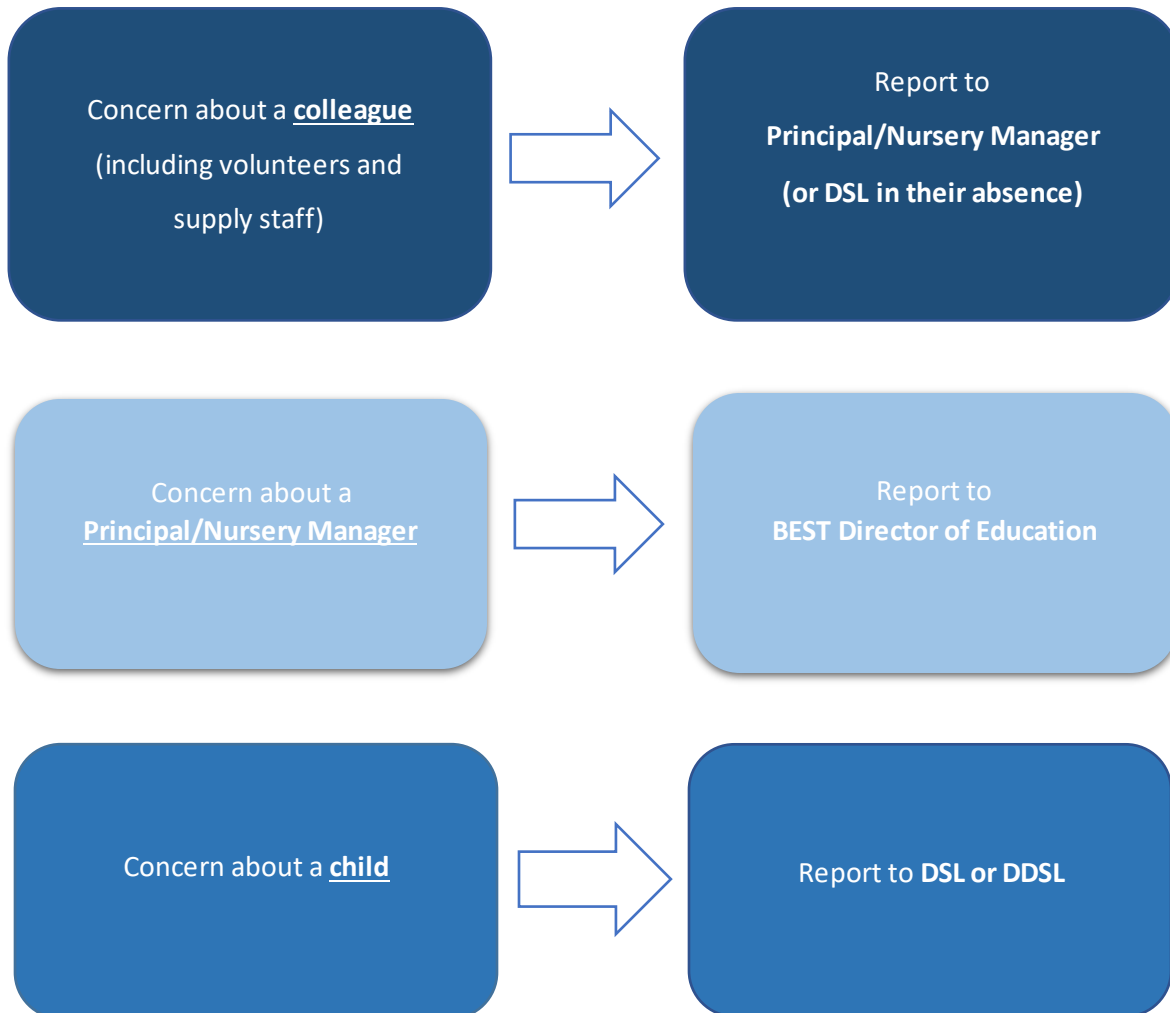 Concern about a colleague
(including volunteers and
supply staff)
Report to
Principal/Nursery Manager
(or DSL in their absence)
Concern about a
Principal/Nursery Manager
Report to
BEST Director of Education
Concern about a child
Report to DSL or DDSL